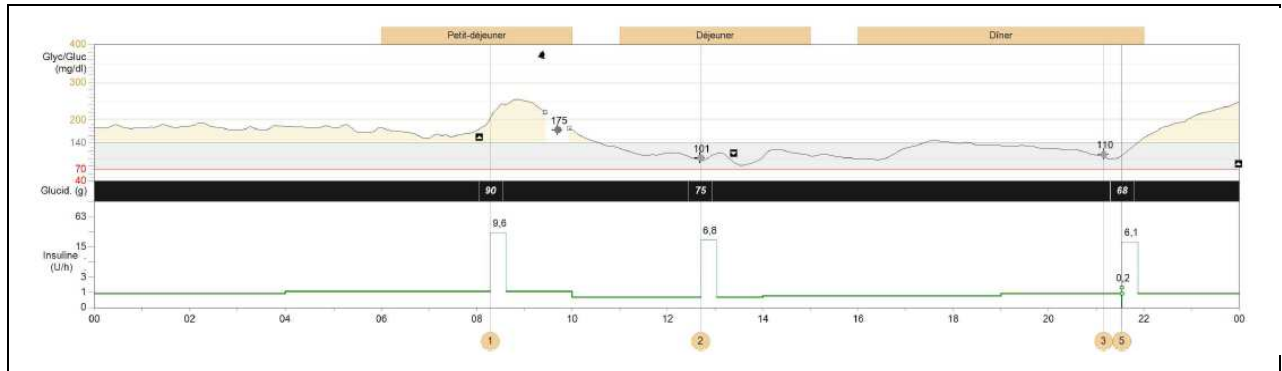 Petit-déjeuner Déjeuner Dîner
400
Glyc/Gluc
(mg/dl)
300
200
175
140
101
110
70
40
Glucid. (g) 90 75 68
63
9,6 6,8 6,1
15
Insuline
(U/h)
3
0,2
1
0
00 02 04 06 08 10 12 14 16 18 20 22 00
1 2 3 5